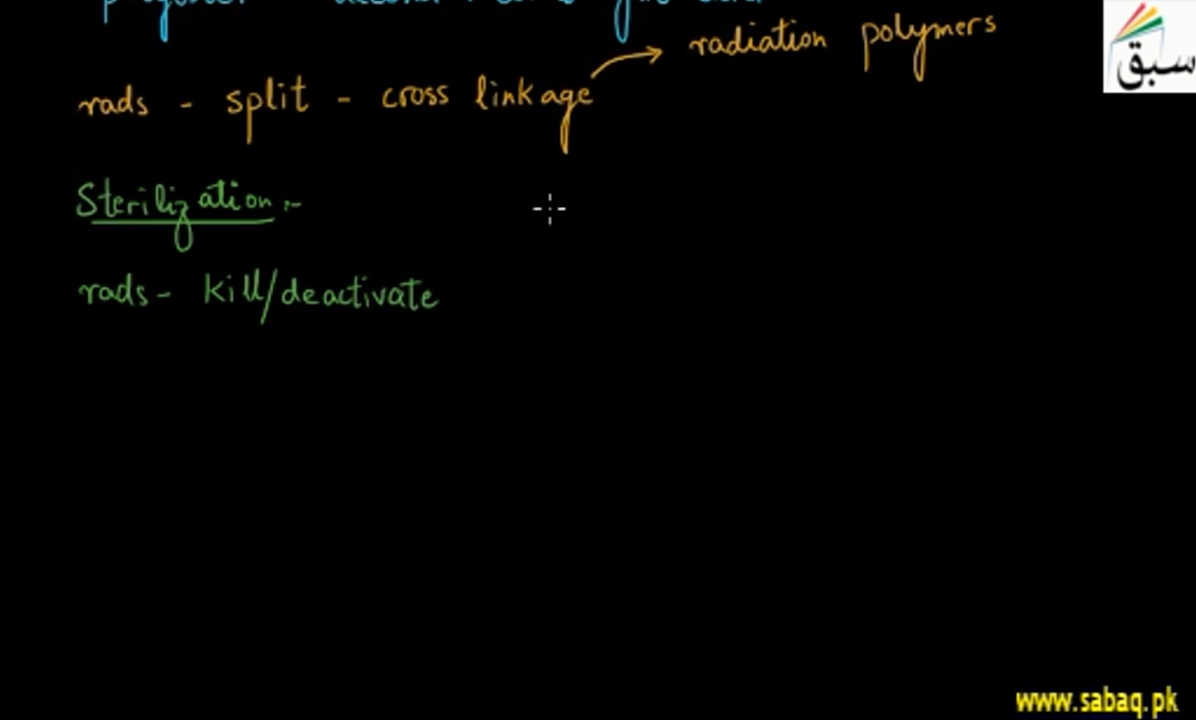 radiation polymers
rads - split - cross linkage
Sterilization :-
rads - kill/deactivate
سبق
www.sabaq.pk